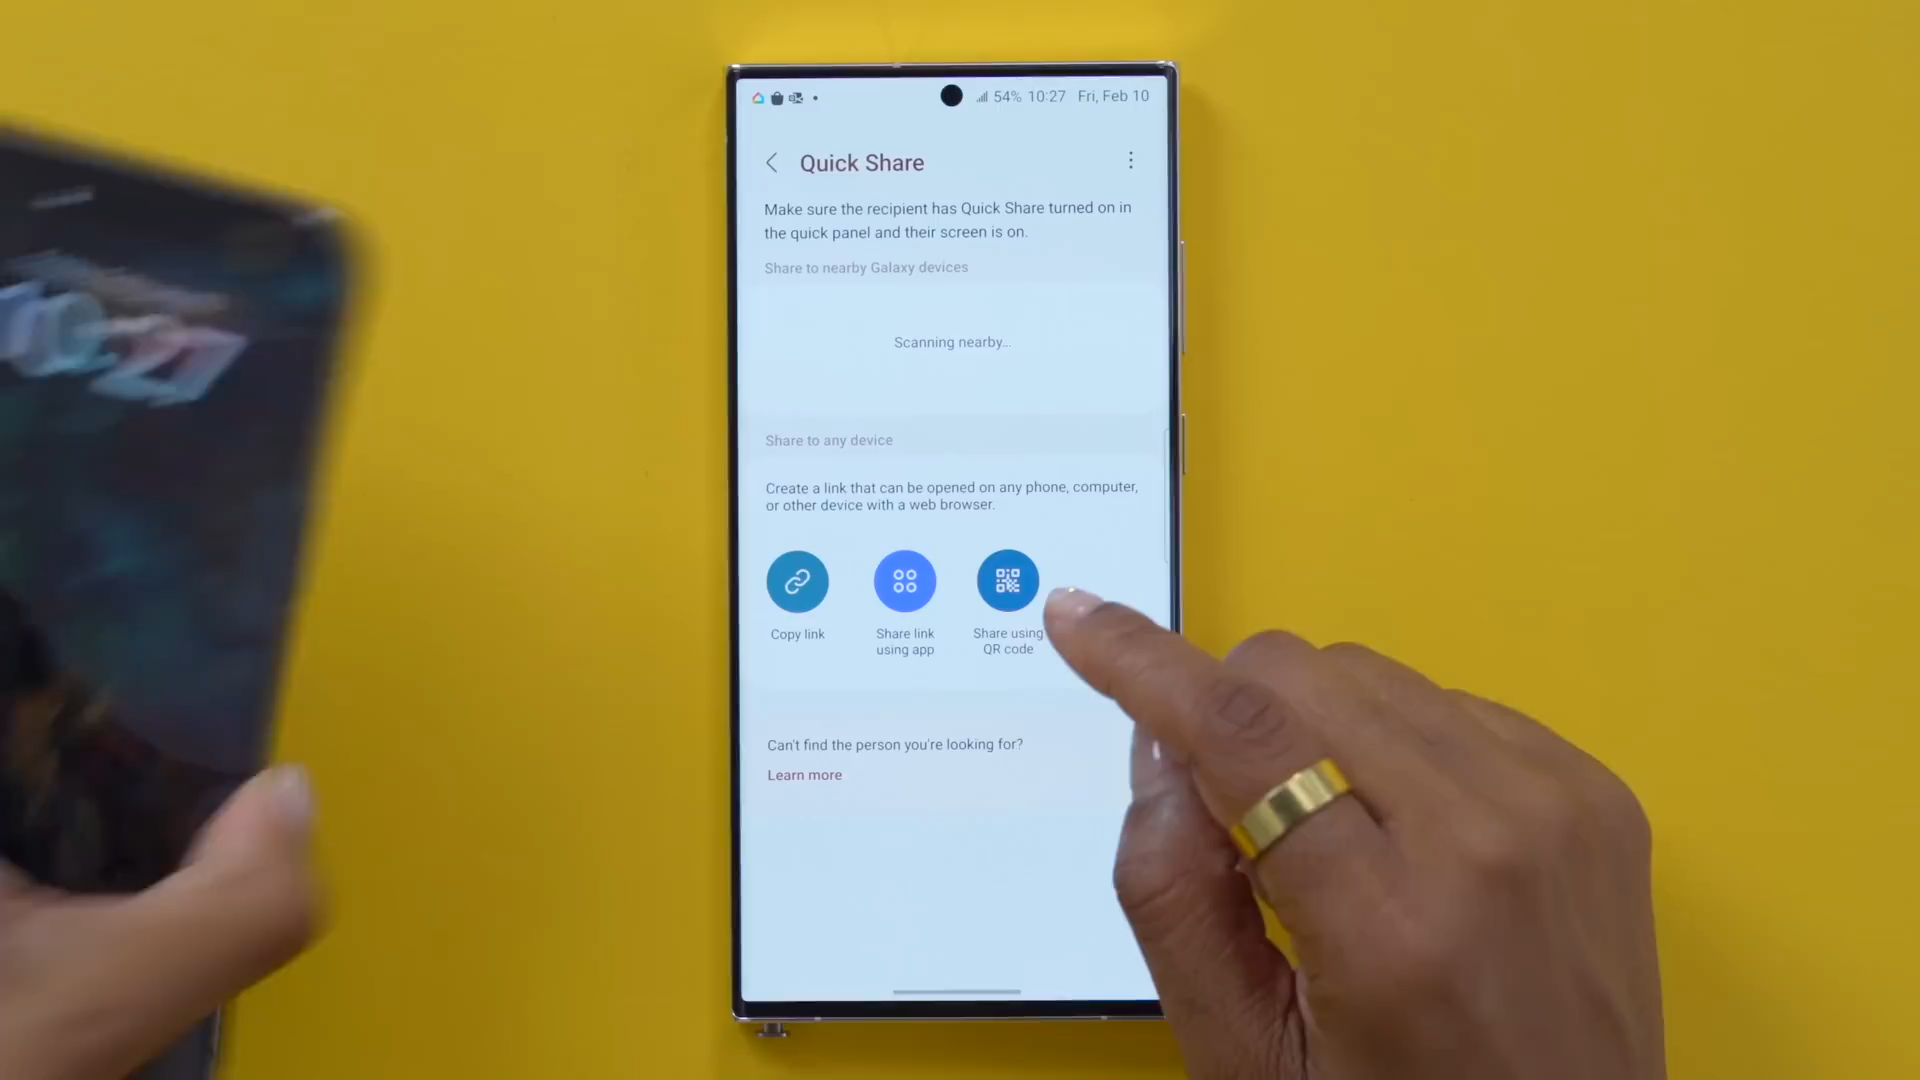 54% 10:27 Fri, Feb 10
Quick Share
Make sure the recipient has Quick Share turned on in
the quick panel and their screen is on.
Share to nearby Galaxy devices
Scanning nearby...
Share to any device
Create a link that can be opened on any phone, computer,
or other device with a web browser.
Copy link
Share link
using app
Share using
QR code
Can't find the person you're looking for?
Learn more